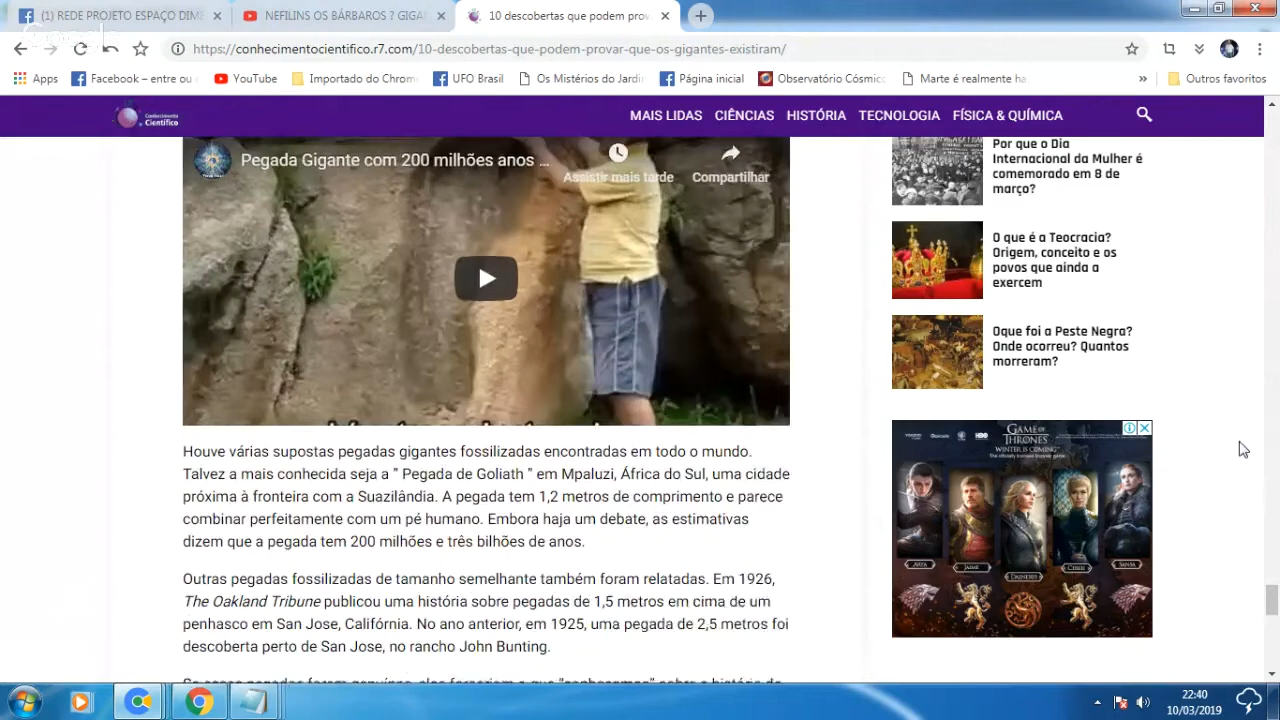 (1) REDE PROJETO ESPAÇO DIME
NEFILINS OS BÁRBAROS ? GIGA
10 descobertas que podem prov
https://conhecimentocientifico.r7.com/10-descobertas-que-podem-provar-que-os-gigantes-existiram/
Apps
Facebook – entre ou
YouTube
Importado do Chrom
UFO Brasil
Os Mistérios do Jardin
Página inicial
Observatório Cósmico
Marte é realmente ha
»
Outros favoritos
Conhecimento
Científico
MAIS LIDAS
CIÊNCIAS
HISTÓRIA
TECNOLOGIA
FÍSICA & QUÍMICA
Pegada Gigante com 200 milhões anos ...
Assistir mais tarde
Compartilhar
Houve várias supostas pegadas gigantes fossilizadas encontradas em todo o mundo.
Talvez a mais conhecida seja a " Pegada de Goliath " em Mpaluzi, África do Sul, uma cidade
próxima à fronteira com a Suazilândia. A pegada tem 1,2 metros de comprimento e parece
combinar perfeitamente com um pé humano. Embora haja um debate, as estimativas
dizem que a pegada tem 200 milhões e três bilhões de anos.
Outras pegadas fossilizadas de tamanho semelhante também foram relatadas. Em 1926,
The Oakland Tribune publicou uma história sobre pegadas de 1,5 metros em cima de um
penhasco em San Jose, Califórnia. No ano anterior, em 1925, uma pegada de 2,5 metros foi
descoberta perto de San Jose, no rancho John Bunting.
Por que o Dia
Internacional da Mulher é
comemorado em 8 de
março?
O que é a Teocracia?
Origem, conceito e os
povos que ainda a
exercem
Oque foi a Peste Negra?
Onde ocorreu? Quantos
morreram?
HBO
GAME OF
THRONES
WINTER IS COMING
ARYA
JAIME
DAENERYS
CERSEI
SANSA
22:40
10/03/2019